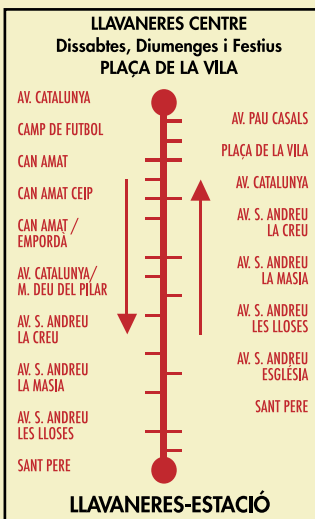 LLAVANERES CENTRE
Dissabtes, Diumenges i Festius
PLAÇA DE LA VILA
AV. CATALUNYA
CAMP DE FUTBOL
CAN AMAT
CAN AMAT CEIP
CAN AMAT /
EMPORDÀ
AV. CATALUNYA/
M. DEU DEL PILAR
AV. S. ANDREU
LA CREU
AV. S. ANDREU
LA MASIA
AV. S. ANDREU
LES LLOSES
SANT PERE
AV. PAU CASALS
PLAÇA DE LA VILA
AV. CATALUNYA
AV. S. ANDREU
LA CREU
AV. S. ANDREU
LA MASIA
AV. S. ANDREU
LES LLOSES
AV. S. ANDREU
ESGLÉSIA
SANT PERE
LLAVANERES-ESTACIÓ